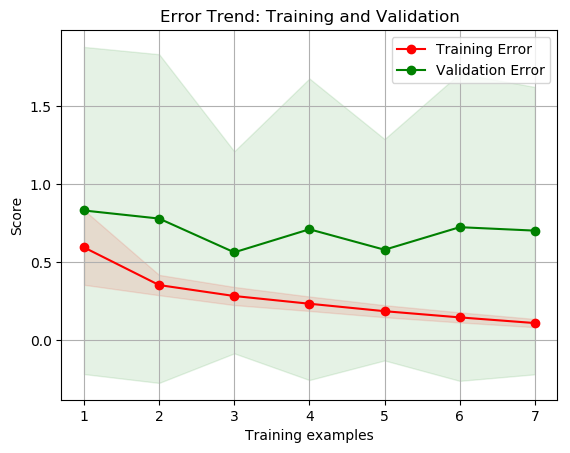 Error Trend: Training and Validation
Training Error
Validation Error
Score
1.5
1.0
0.5
0.0
1 2 3 4 5 6 7
Training examples